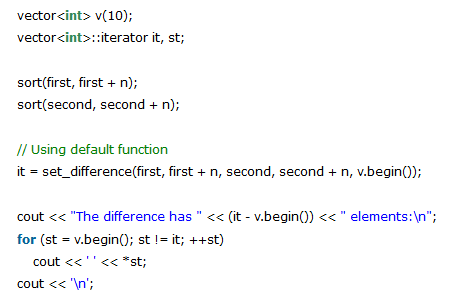 vector<int> v(10);
vector<int>::iterator it, st;
sort(first, first + n);
sort(second, second + n);
// Using default function
it = set_difference(first, first + n, second, second + n, v.begin());
cout << "The difference has " << (it - v.begin()) << " elements:\n";
for (st = v.begin(); st != it; ++st)
cout << ' ' << *st;
cout << '\n';